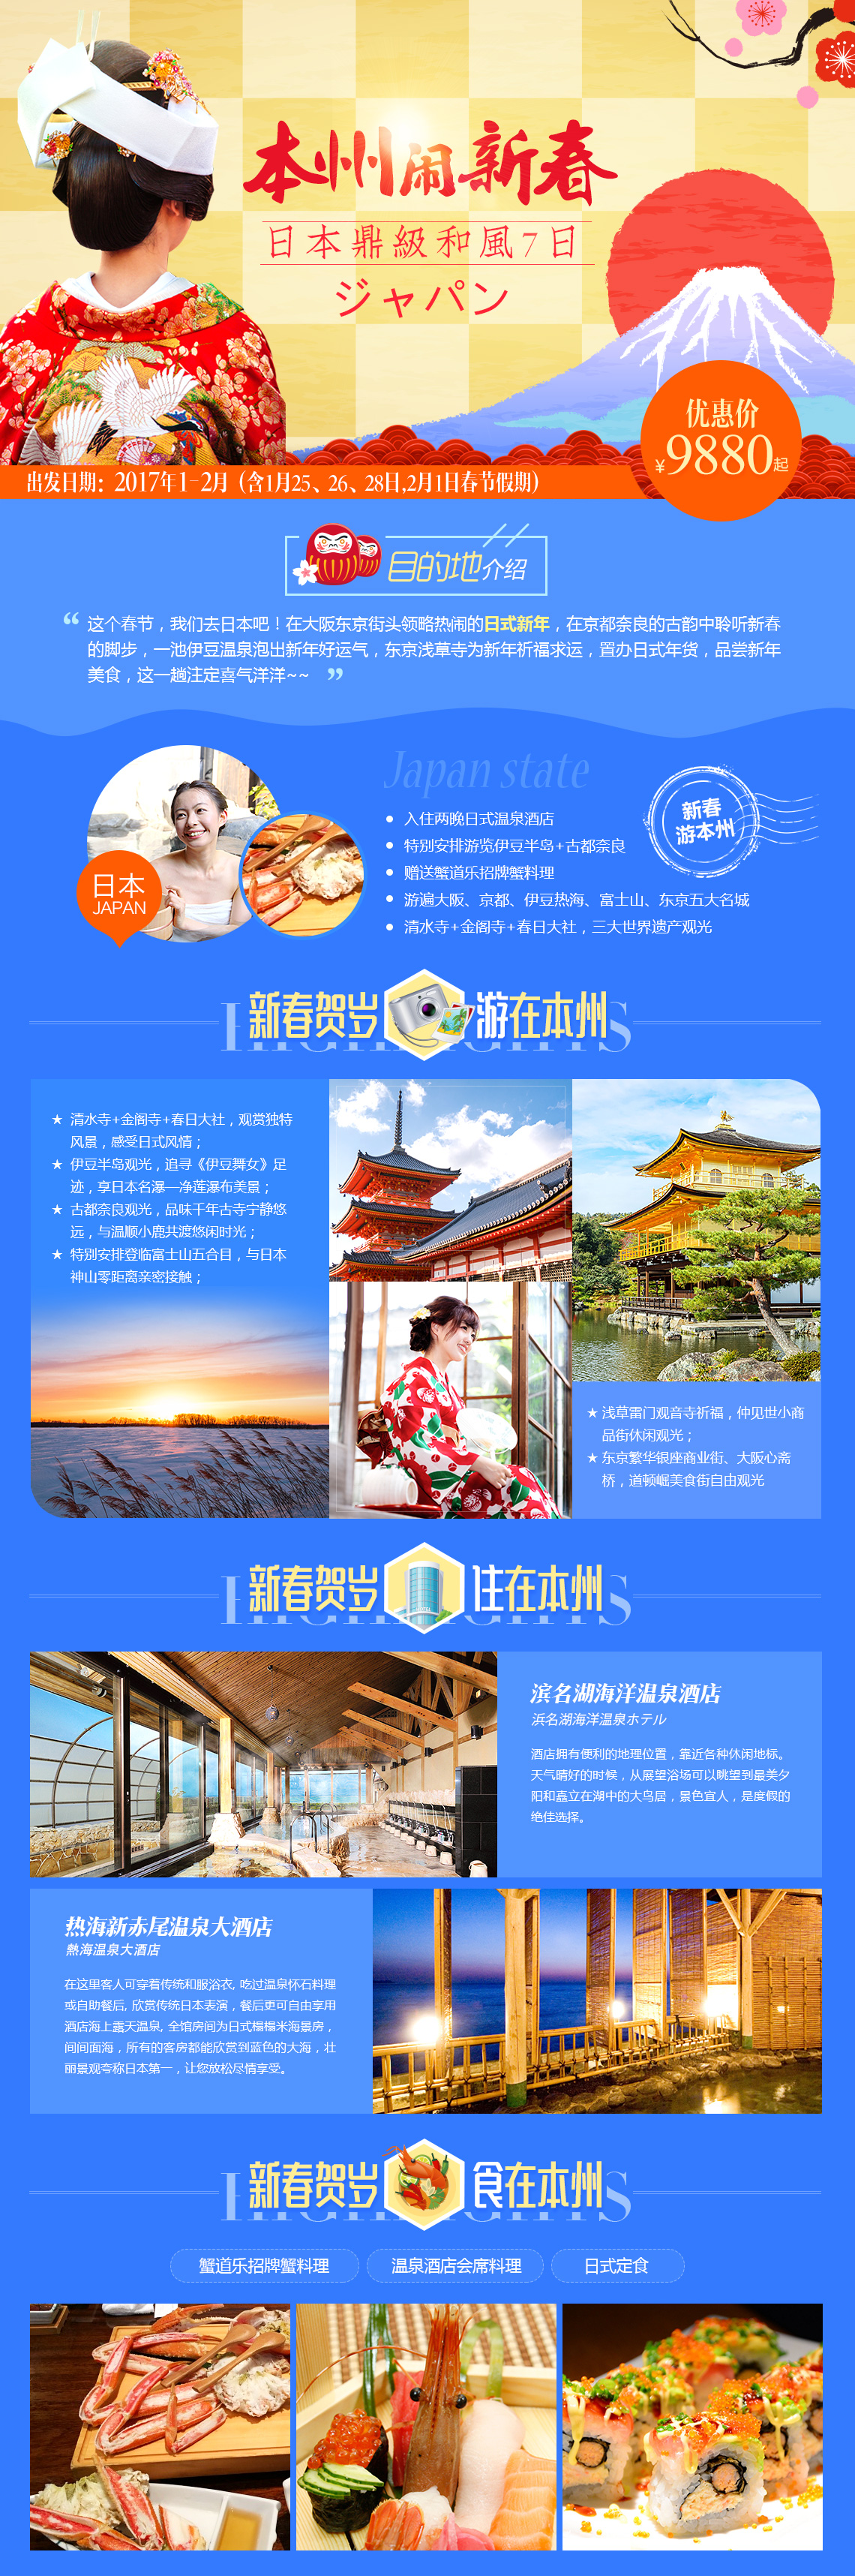 本州闹新春
日本鼎級和風7日
ジャパン
优惠价
¥9880起
出发日期：2017年1-2月（含1月25、26、28日,2月1日春节假期）
目的地介绍
“ 这个春节，我们去日本吧！在大阪东京街头领略热闹的日式新年，在京都奈良的古韵中聆听新春
的脚步，一池伊豆温泉泡出新年好运气，东京浅草寺为新年祈福求运，置办日式年货，品尝新年
美食，这一趟注定喜气洋洋~~ ”
Japan state
新春
游本州
日本
JAPAN
● 入住两晚日式温泉酒店
● 特别安排游览伊豆半岛+古都奈良
● 赠送蟹道乐招牌蟹料理
● 游遍大阪、京都、伊豆热海、富士山、东京五大名城
● 清水寺+金阁寺+春日大社，三大世界遗产观光
新春贺岁 游在本州
★ 清水寺+金阁寺+春日大社，观赏独特
风景，感受日式风情；
★ 伊豆半岛观光，追寻《伊豆舞女》足
迹，享日本名瀑—净莲瀑布美景；
★ 古都奈良观光，品味千年古寺宁静悠
远，与温顺小鹿共渡悠闲时光；
★ 特别安排登临富士山五合目，与日本
神山零距离亲密接触；
★ 浅草雷门观音寺祈福，仲见世小商
品街休闲观光；
★ 东京繁华银座商业街、大阪心斋
桥，道顿崛美食街自由观光
新春贺岁 住在本州
滨名湖海洋温泉酒店
浜名湖海洋温泉ホテル
酒店拥有便利的地理位置，靠近各种休闲地标。
天气晴好的时候，从展望浴场可以眺望到最美夕
阳和矗立在湖中的大鸟居，景色宜人，是度假的
绝佳选择。
热海新赤尾温泉大酒店
熱海温泉大酒店
在这里客人可穿着传统和服浴衣, 吃过温泉怀石料理
或自助餐后, 欣赏传统日本表演，餐后更可自由享用
酒店海上露天温泉, 全馆房间为日式榻榻米海景房，
间间面海，所有的客房都能欣赏到蓝色的大海，壮
丽景观夸称日本第一，让您放松尽情享受。
新春贺岁 食在本州
蟹道乐招牌蟹料理
温泉酒店会席料理
日式定食